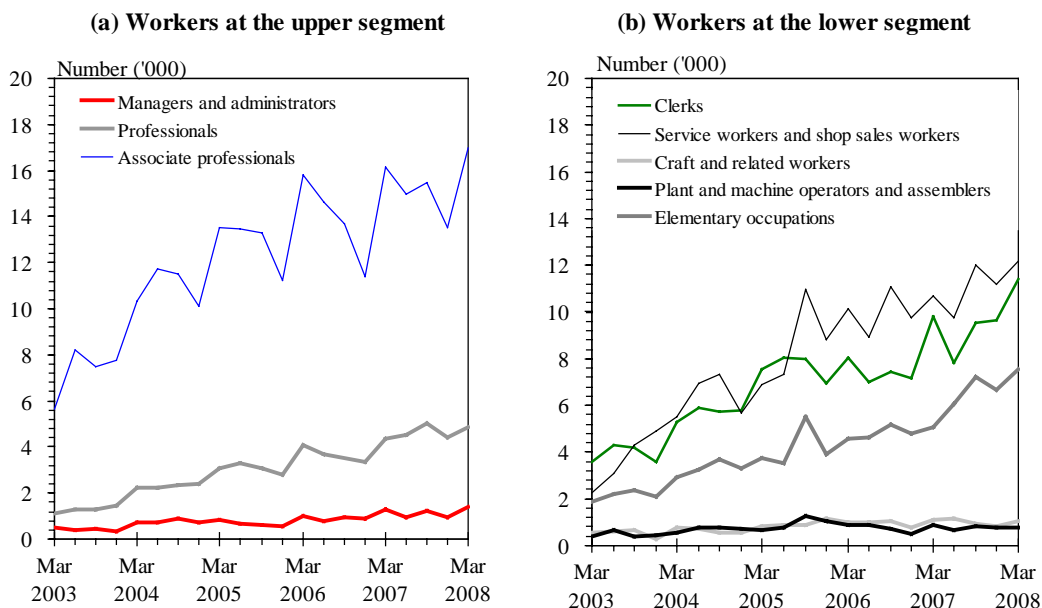 (a) Workers at the upper segment
Number ('000)
20
18
16
14
12
10
8
6
4
2
0
Managers and administrators
Professionals
Associate professionals
Mar Mar Mar Mar Mar Mar
2003 2004 2005 2006 2007 2008
(b) Workers at the lower segment
Number ('000)
20
18
16
14
12
10
8
6
4
2
0
Clerks
Service workers and shop sales workers
Craft and related workers
Plant and machine operators and assemblers
Elementary occupations
Mar Mar Mar Mar Mar Mar
2003 2004 2005 2006 2007 2008